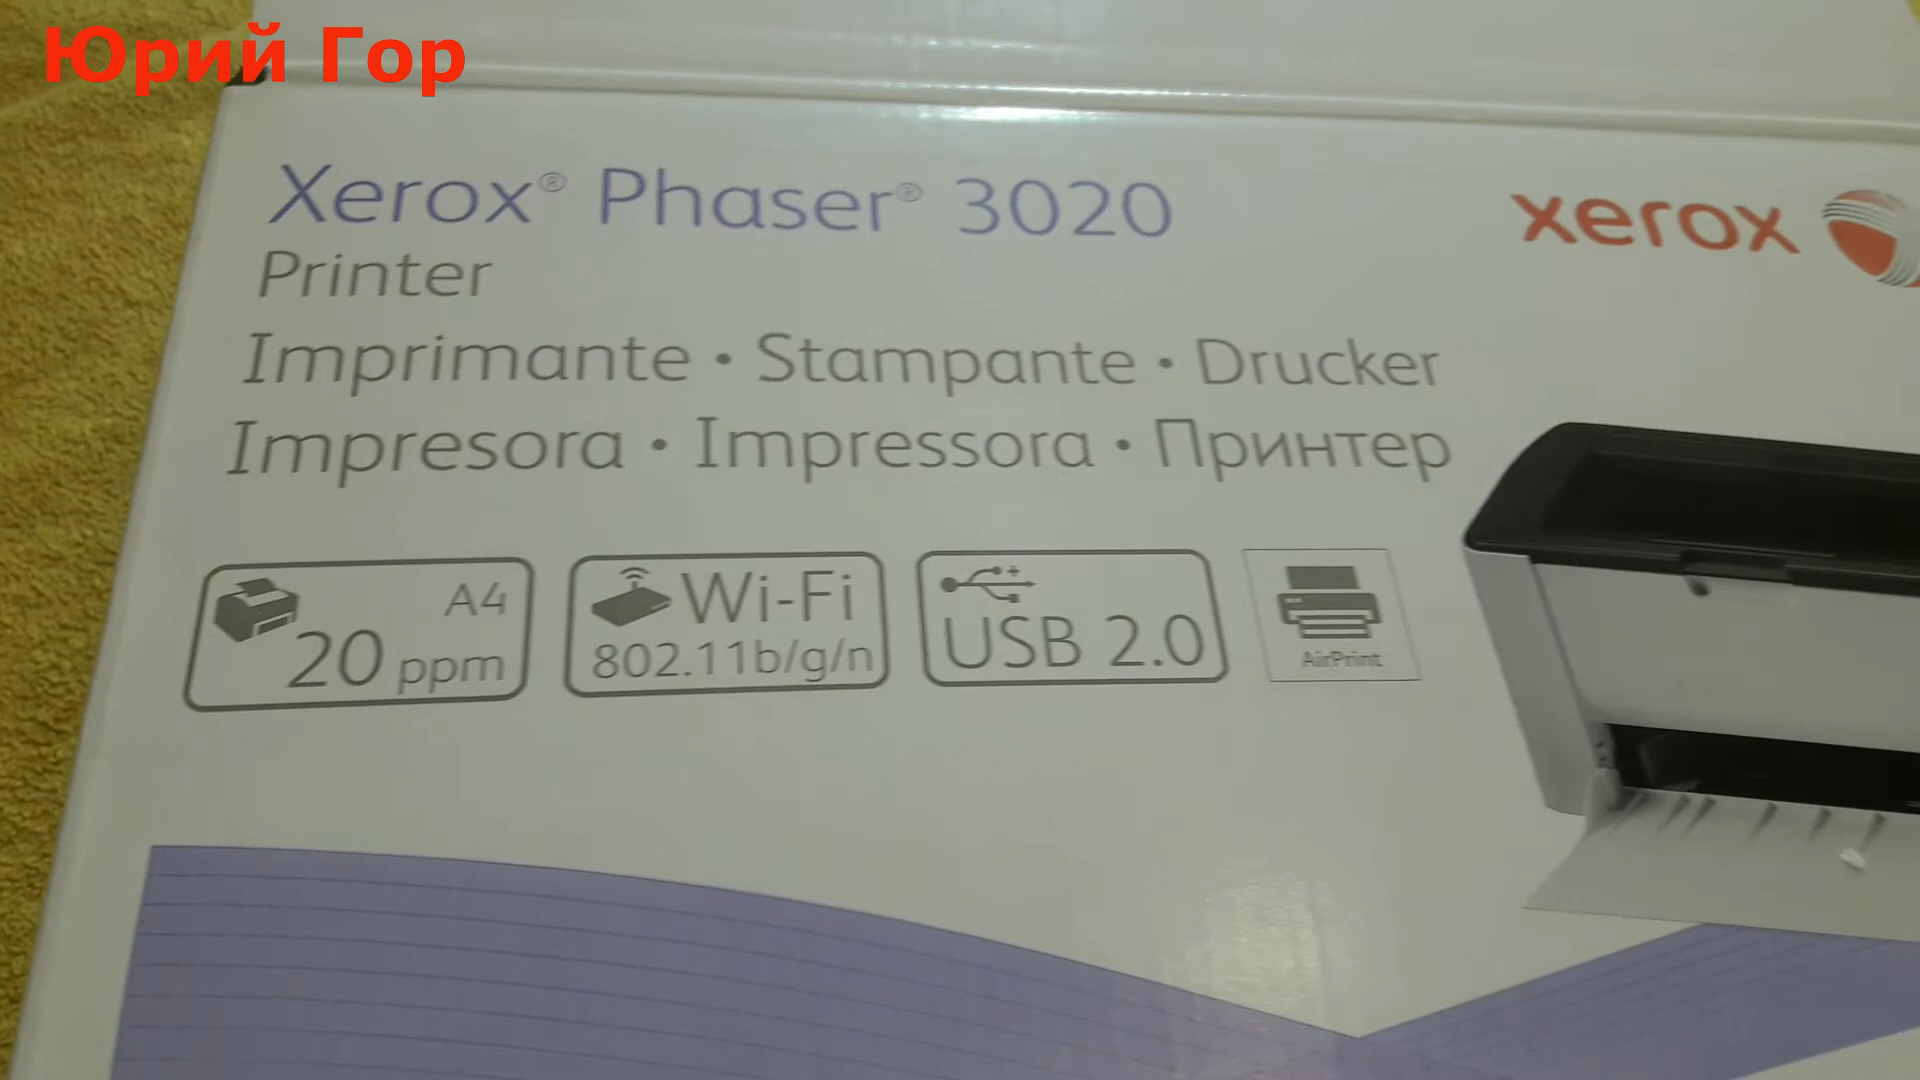 Юрий Гор
Xerox® Phaser® 3020
xerox
Printer
Imprimante • Stampante • Drucker
Impresora • Impressora • Принтер
A4
20 ppm
Wi-Fi
802.11b/g/n
USB 2.0
AirPrint